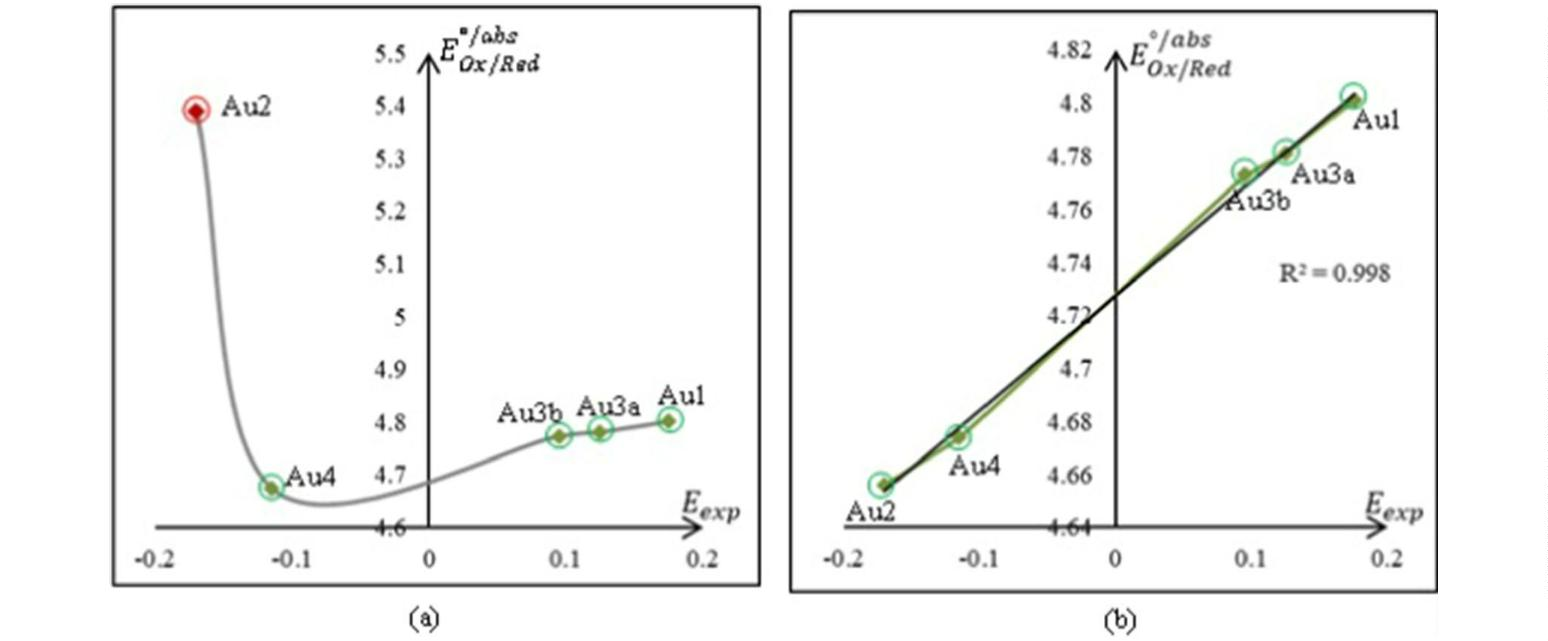 E°/abs Ox/Red
5.5
5.4
5.3
5.2
5.1
5
4.9
4.8
4.7
4.6
Au2
Au4
Au3b
Au3a
Au1
Eexp
-0.2 -0.1 0 0.1 0.2
(a)
E°/abs Ox/Red
4.82
4.8
4.78
4.76
4.74
4.72
4.7
4.68
4.66
4.64
Au1
Au3a
Au3b
R² = 0.998
Au4
Au2
Eexp
-0.2 -0.1 0 0.1 0.2
(b)